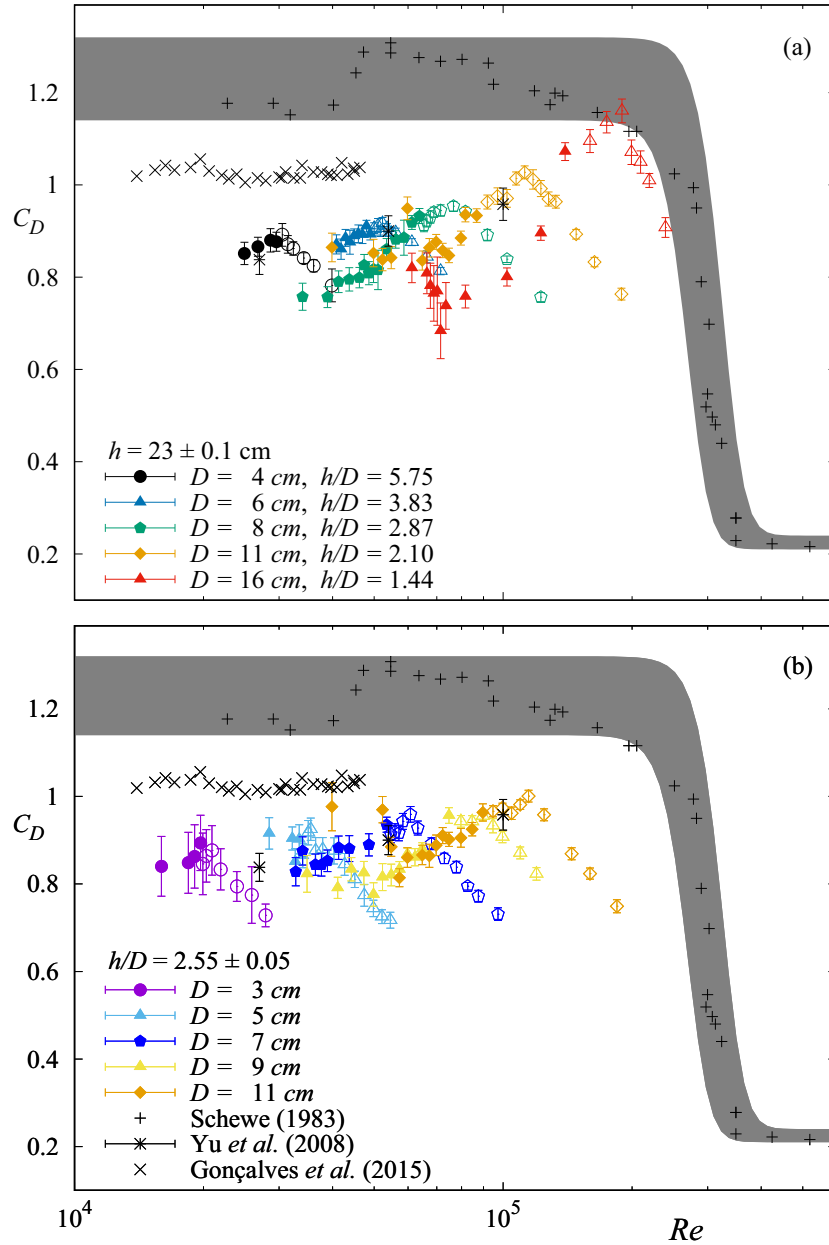 (a)
1.2
1
C_D
0.8
0.6
0.4
0.2
h = 23 ± 0.1 cm
D = 4 cm, h/D = 5.75
D = 6 cm, h/D = 3.83
D = 8 cm, h/D = 2.87
D = 11 cm, h/D = 2.10
D = 16 cm, h/D = 1.44
(b)
1.2
1
C_D
0.8
0.6
0.4
0.2
h/D = 2.55 ± 0.05
D = 3 cm
D = 5 cm
D = 7 cm
D = 9 cm
D = 11 cm
Schewe (1983)
Yu et al. (2008)
Gonçalves et al. (2015)
10^4 10^5
Re